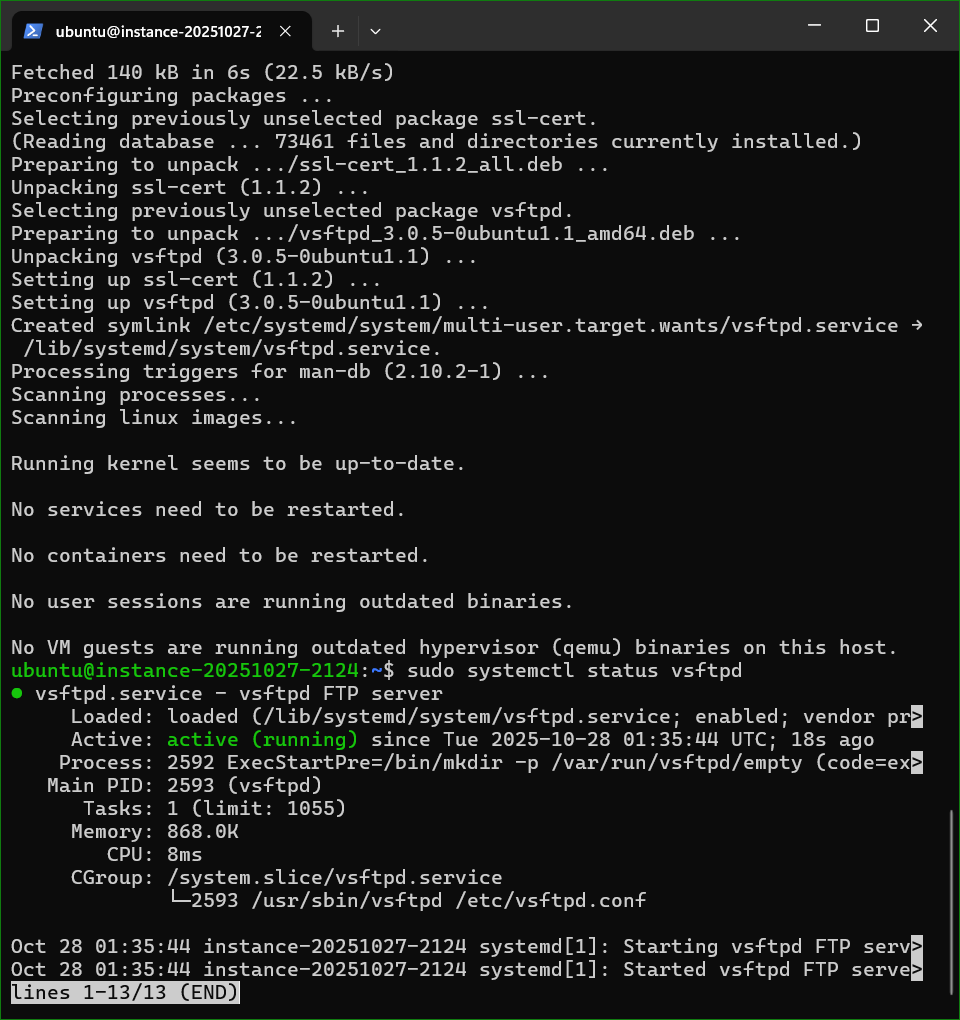 ubuntu@instance-20251027-2
Fetched 140 kB in 6s (22.5 kB/s)
Preconfiguring packages ...
Selecting previously unselected package ssl-cert.
(Reading database ... 73461 files and directories currently installed.)
Preparing to unpack .../ssl-cert_1.1.2_all.deb ...
Unpacking ssl-cert (1.1.2) ...
Selecting previously unselected package vsftpd.
Preparing to unpack .../vsftpd_3.0.5-0ubuntu1.1_amd64.deb ...
Unpacking vsftpd (3.0.5-0ubuntu1.1) ...
Setting up ssl-cert (1.1.2) ...
Setting up vsftpd (3.0.5-0ubuntu1.1) ...
Created symlink /etc/systemd/system/multi-user.target.wants/vsftpd.service →
 /lib/systemd/system/vsftpd.service.
Processing triggers for man-db (2.10.2-1) ...
Scanning processes...
Scanning linux images...

Running kernel seems to be up-to-date.

No services need to be restarted.

No containers need to be restarted.

No user sessions are running outdated binaries.

No VM guests are running outdated hypervisor (qemu) binaries on this host.
ubuntu@instance-20251027-2124:~$ sudo systemctl status vsftpd
● vsftpd.service - vsftpd FTP server
     Loaded: loaded (/lib/systemd/system/vsftpd.service; enabled; vendor pr>
     Active: active (running) since Tue 2025-10-28 01:35:44 UTC; 18s ago
    Process: 2592 ExecStartPre=/bin/mkdir -p /var/run/vsftpd/empty (code=ex>
   Main PID: 2593 (vsftpd)
      Tasks: 1 (limit: 1055)
     Memory: 868.0K
        CPU: 8ms
     CGroup: /system.slice/vsftpd.service
             └─2593 /usr/sbin/vsftpd /etc/vsftpd.conf

Oct 28 01:35:44 instance-20251027-2124 systemd[1]: Starting vsftpd FTP serv>
Oct 28 01:35:44 instance-20251027-2124 systemd[1]: Started vsftpd FTP serve>
lines 1-13/13 (END)